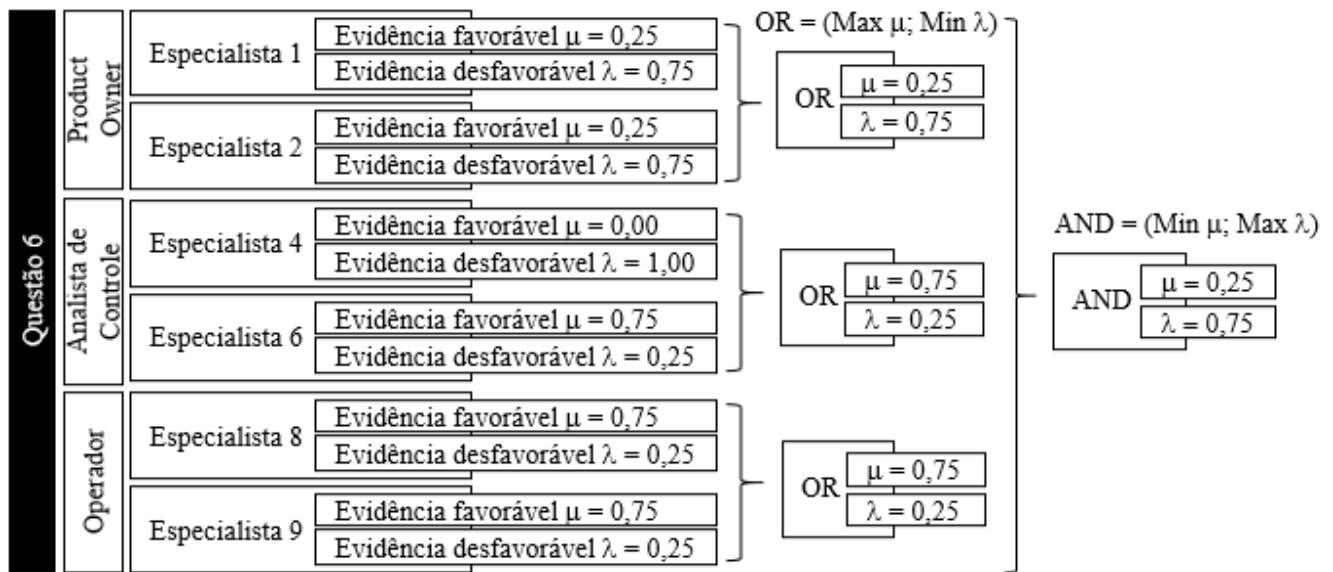 Questão 6
Product
Owner
Especialista 1
Evidência favorável μ = 0,25
Evidência desfavorável λ = 0,75
Especialista 2
Evidência favorável μ = 0,25
Evidência desfavorável λ = 0,75
OR = (Max μ; Min λ)
OR
μ = 0,25
λ = 0,75
Analista de
Controle
Especialista 4
Evidência favorável μ = 0,00
Evidência desfavorável λ = 1,00
Especialista 6
Evidência favorável μ = 0,75
Evidência desfavorável λ = 0,25
OR
μ = 0,75
λ = 0,25
Operador
Especialista 8
Evidência favorável μ = 0,75
Evidência desfavorável λ = 0,25
Especialista 9
Evidência favorável μ = 0,75
Evidência desfavorável λ = 0,25
OR
μ = 0,75
λ = 0,25
AND = (Min μ; Max λ)
AND
μ = 0,25
λ = 0,75